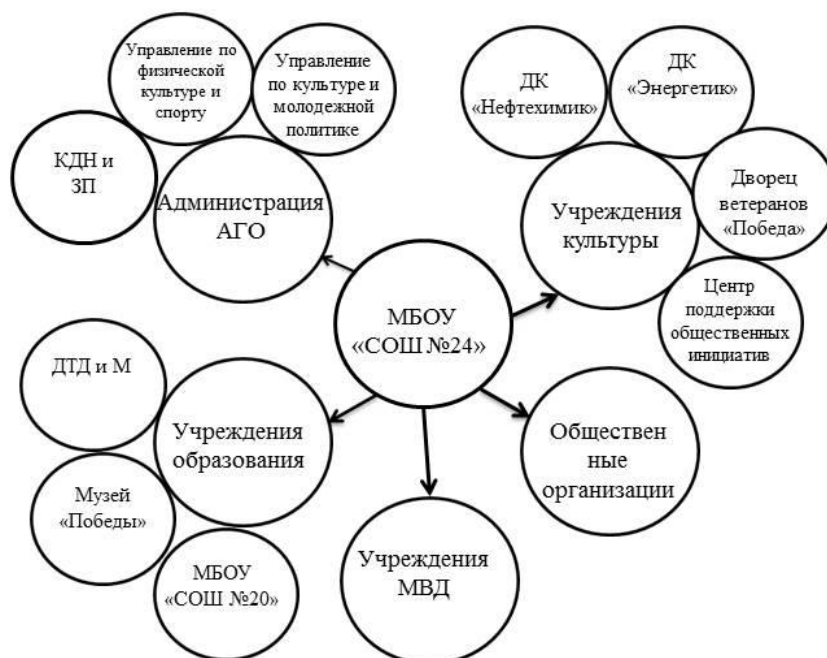 Управление по
физической
культуре и
спорту
Управление
по культуре и
молодежной
политике
КДН и
ЗП
Администрация
АГО
ДК
«Нефтехимик»
ДК
«Энергетик»
Дворец
ветеранов
«Победа»
Учреждения
культуры
Центр
поддержки
общественных
инициатив
МБОУ
«СОШ №24»
ДТД и М
Учреждения
образования
Музей
«Победы»
МБОУ
«СОШ №20»
Учреждения
МВД
Обществен
ные
организации